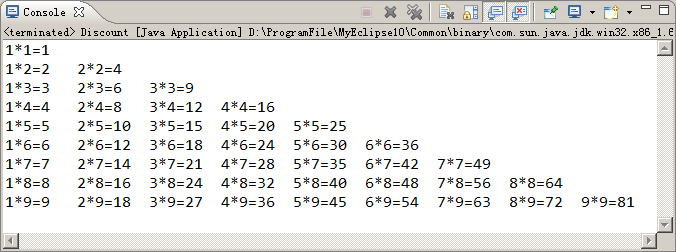 Console
<terminated> Discount [Java Application] D:\ProgramFile\MyEclipse10\Common\binary\com.sun.java.jdk.win32.x86_1.6
1*1=1
1*2=2 2*2=4
1*3=3 2*3=6 3*3=9
1*4=4 2*4=8 3*4=12 4*4=16
1*5=5 2*5=10 3*5=15 4*5=20 5*5=25
1*6=6 2*6=12 3*6=18 4*6=24 5*6=30 6*6=36
1*7=7 2*7=14 3*7=21 4*7=28 5*7=35 6*7=42 7*7=49
1*8=8 2*8=16 3*8=24 4*8=32 5*8=40 6*8=48 7*8=56 8*8=64
1*9=9 2*9=18 3*9=27 4*9=36 5*9=45 6*9=54 7*9=63 8*9=72 9*9=81